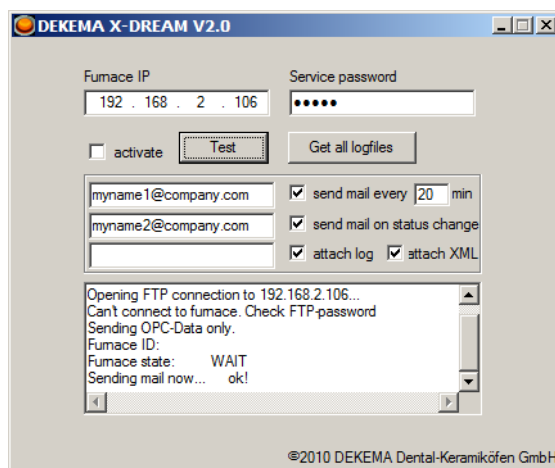 DEKEMA X-DREAM V2.0
Furnace IP
Service password
192 . 168 . 2 . 106
●●●●●
activate
Test
Get all logfiles
myname1@company.com
send mail every 20 min
myname2@company.com
send mail on status change
attach log
attach XML
Opening FTP connection to 192.168.2.106...
Can't connect to furnace. Check FTP-password
Sending OPC-Data only.
Furnace ID:
Furnace state: WAIT
Sending mail now... ok!
©2010 DEKEMA Dental-Keramiköfen GmbH